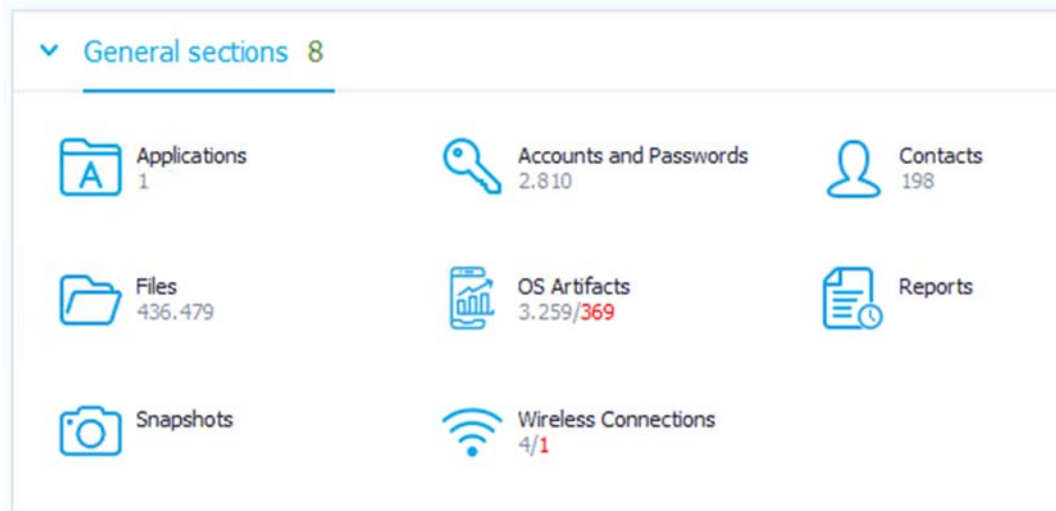 General sections 8
Applications
1
Accounts and Passwords
2.810
Contacts
198
Files
436.479
OS Artifacts
3.259/369
Reports
Snapshots
Wireless Connections
4/1